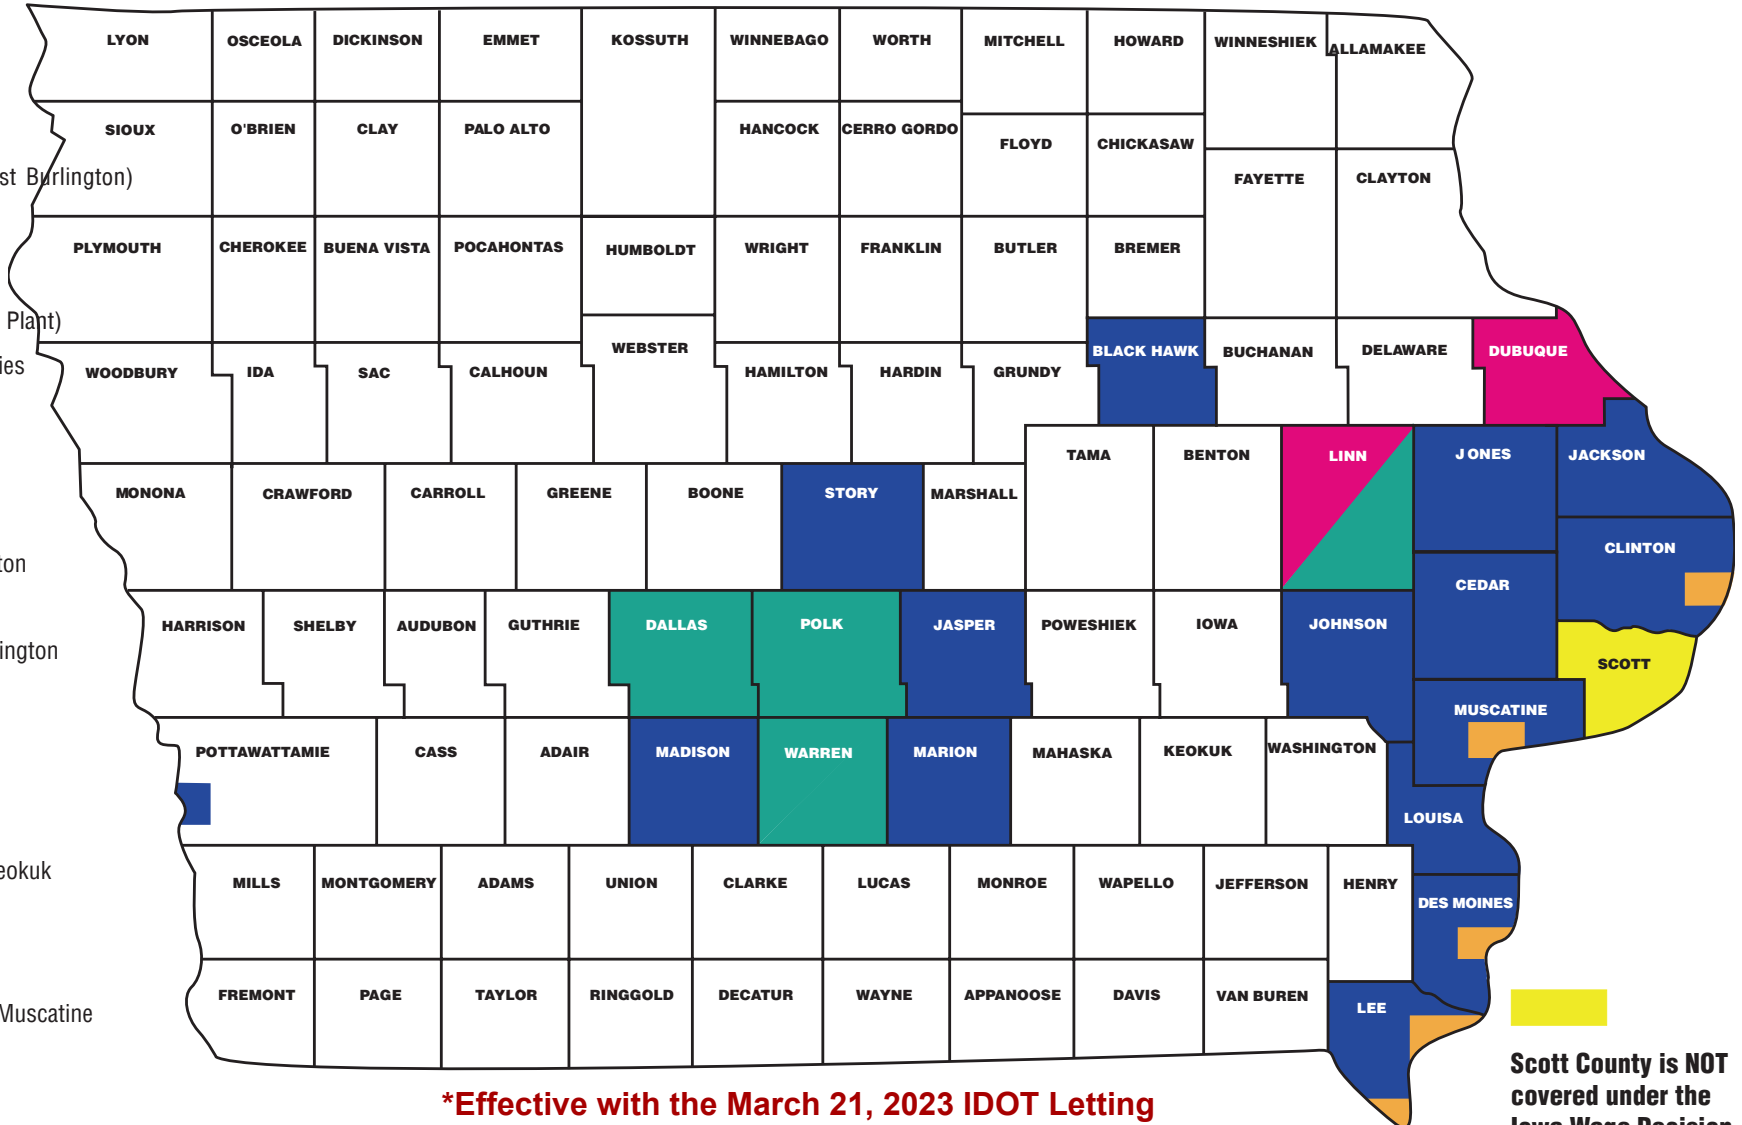 LYON
OSCEOLA
DICKINSON
EMMET
KOSSUTH
WINNEBAGO
WORTH
MITCHELL
HOWARD
WINNESHIEK
ALLAMAKEE
SIOUX
O'BRIEN
CLAY
PALO ALTO
HANCOCK
CERRO GORDO
FLOYD
CHICKASAW
st Burlington)
FAYETTE
CLAYTON
PLYMOUTH
CHEROKEE
BUENA VISTA
POCAHONTAS
HUMBOLDT
WRIGHT
FRANKLIN
BUTLER
BREMER
Plant)
WEBSTER
BLACK HAWK
BUCHANAN
DELAWARE
DUBUQUE
ies
WOODBURY
IDA
SAC
CALHOUN
HAMILTON
HARDIN
GRUNDY
TAMA
BENTON
LINN
JONES
JACKSON
MONONA
CRAWFORD
CARROLL
GREENE
BOONE
STORY
MARSHALL
CLINTON
ton
CEDAR
HARRISON
SHELBY
AUDUBON
GUTHRIE
DALLAS
POLK
JASPER
POWESHIEK
IOWA
JOHNSON
ington
SCOTT
MUSCATINE
POTTAWATTAMIE
CASS
ADAIR
MADISON
WARREN
MARION
MAHASKA
KEOKUK
WASHINGTON
LOUISA
eokuk
MILLS
MONTGOMERY
ADAMS
UNION
CLARKE
LUCAS
MONROE
WAPELLO
JEFFERSON
HENRY
DES MOINES
FREMONT
PAGE
TAYLOR
RINGGOLD
DECATUR
WAYNE
APPANOOSE
DAVIS
VAN BUREN
LEE
Muscatine
Scott County is NOT
covered under the
Iowa Wage Decision
*Effective with the March 21, 2023 IDOT Letting